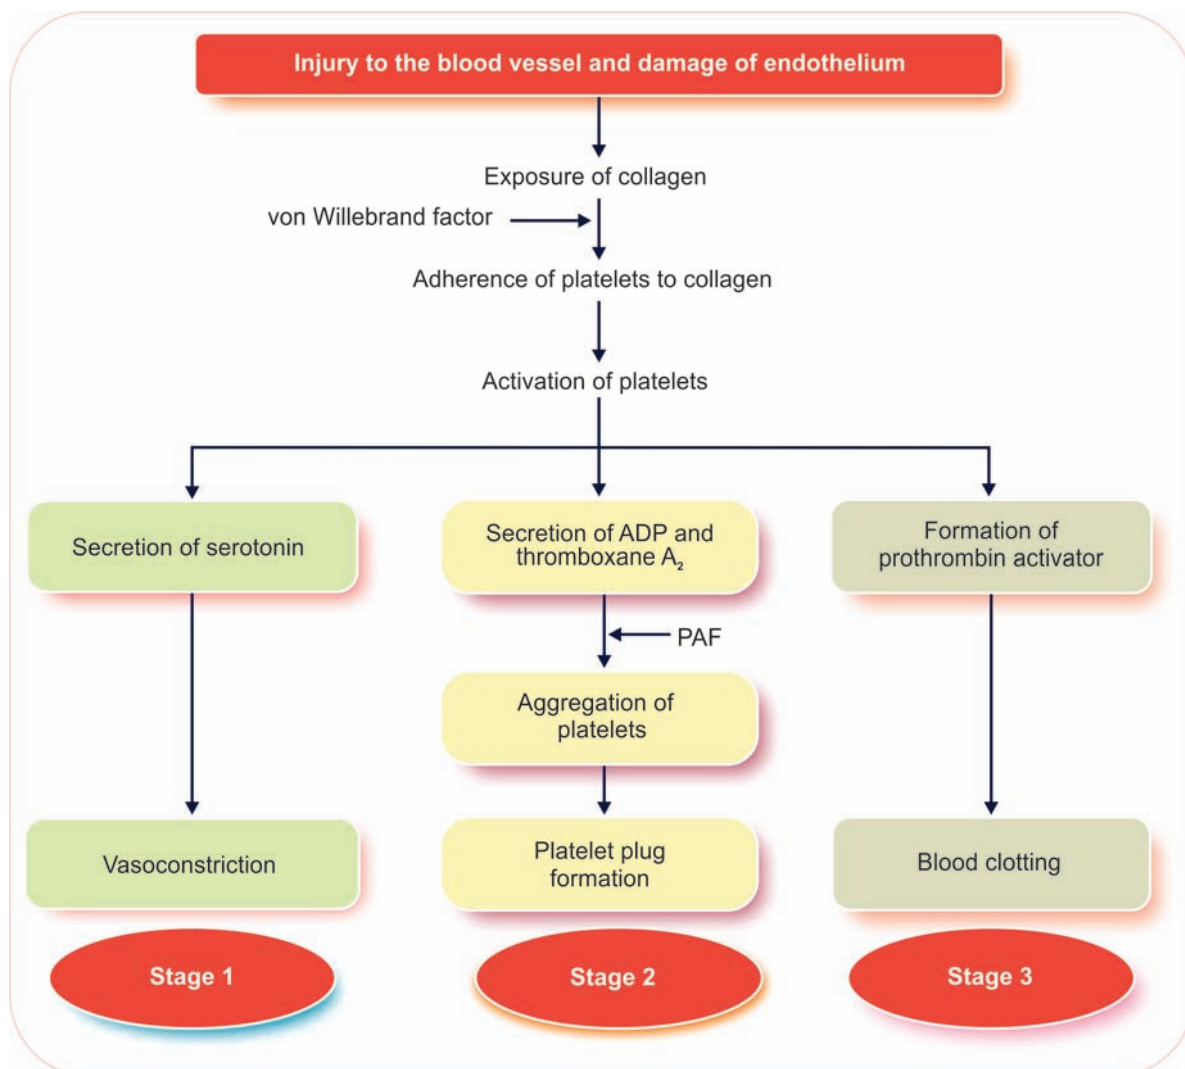 Injury to the blood vessel and damage of endothelium
Exposure of collagen
von Willebrand factor
Adherence of platelets to collagen
Activation of platelets
Secretion of serotonin
Secretion of ADP and
thromboxane A₂
Formation of
prothrombin activator
PAF
Aggregation of
platelets
Vasoconstriction
Platelet plug
formation
Blood clotting
Stage 1
Stage 2
Stage 3